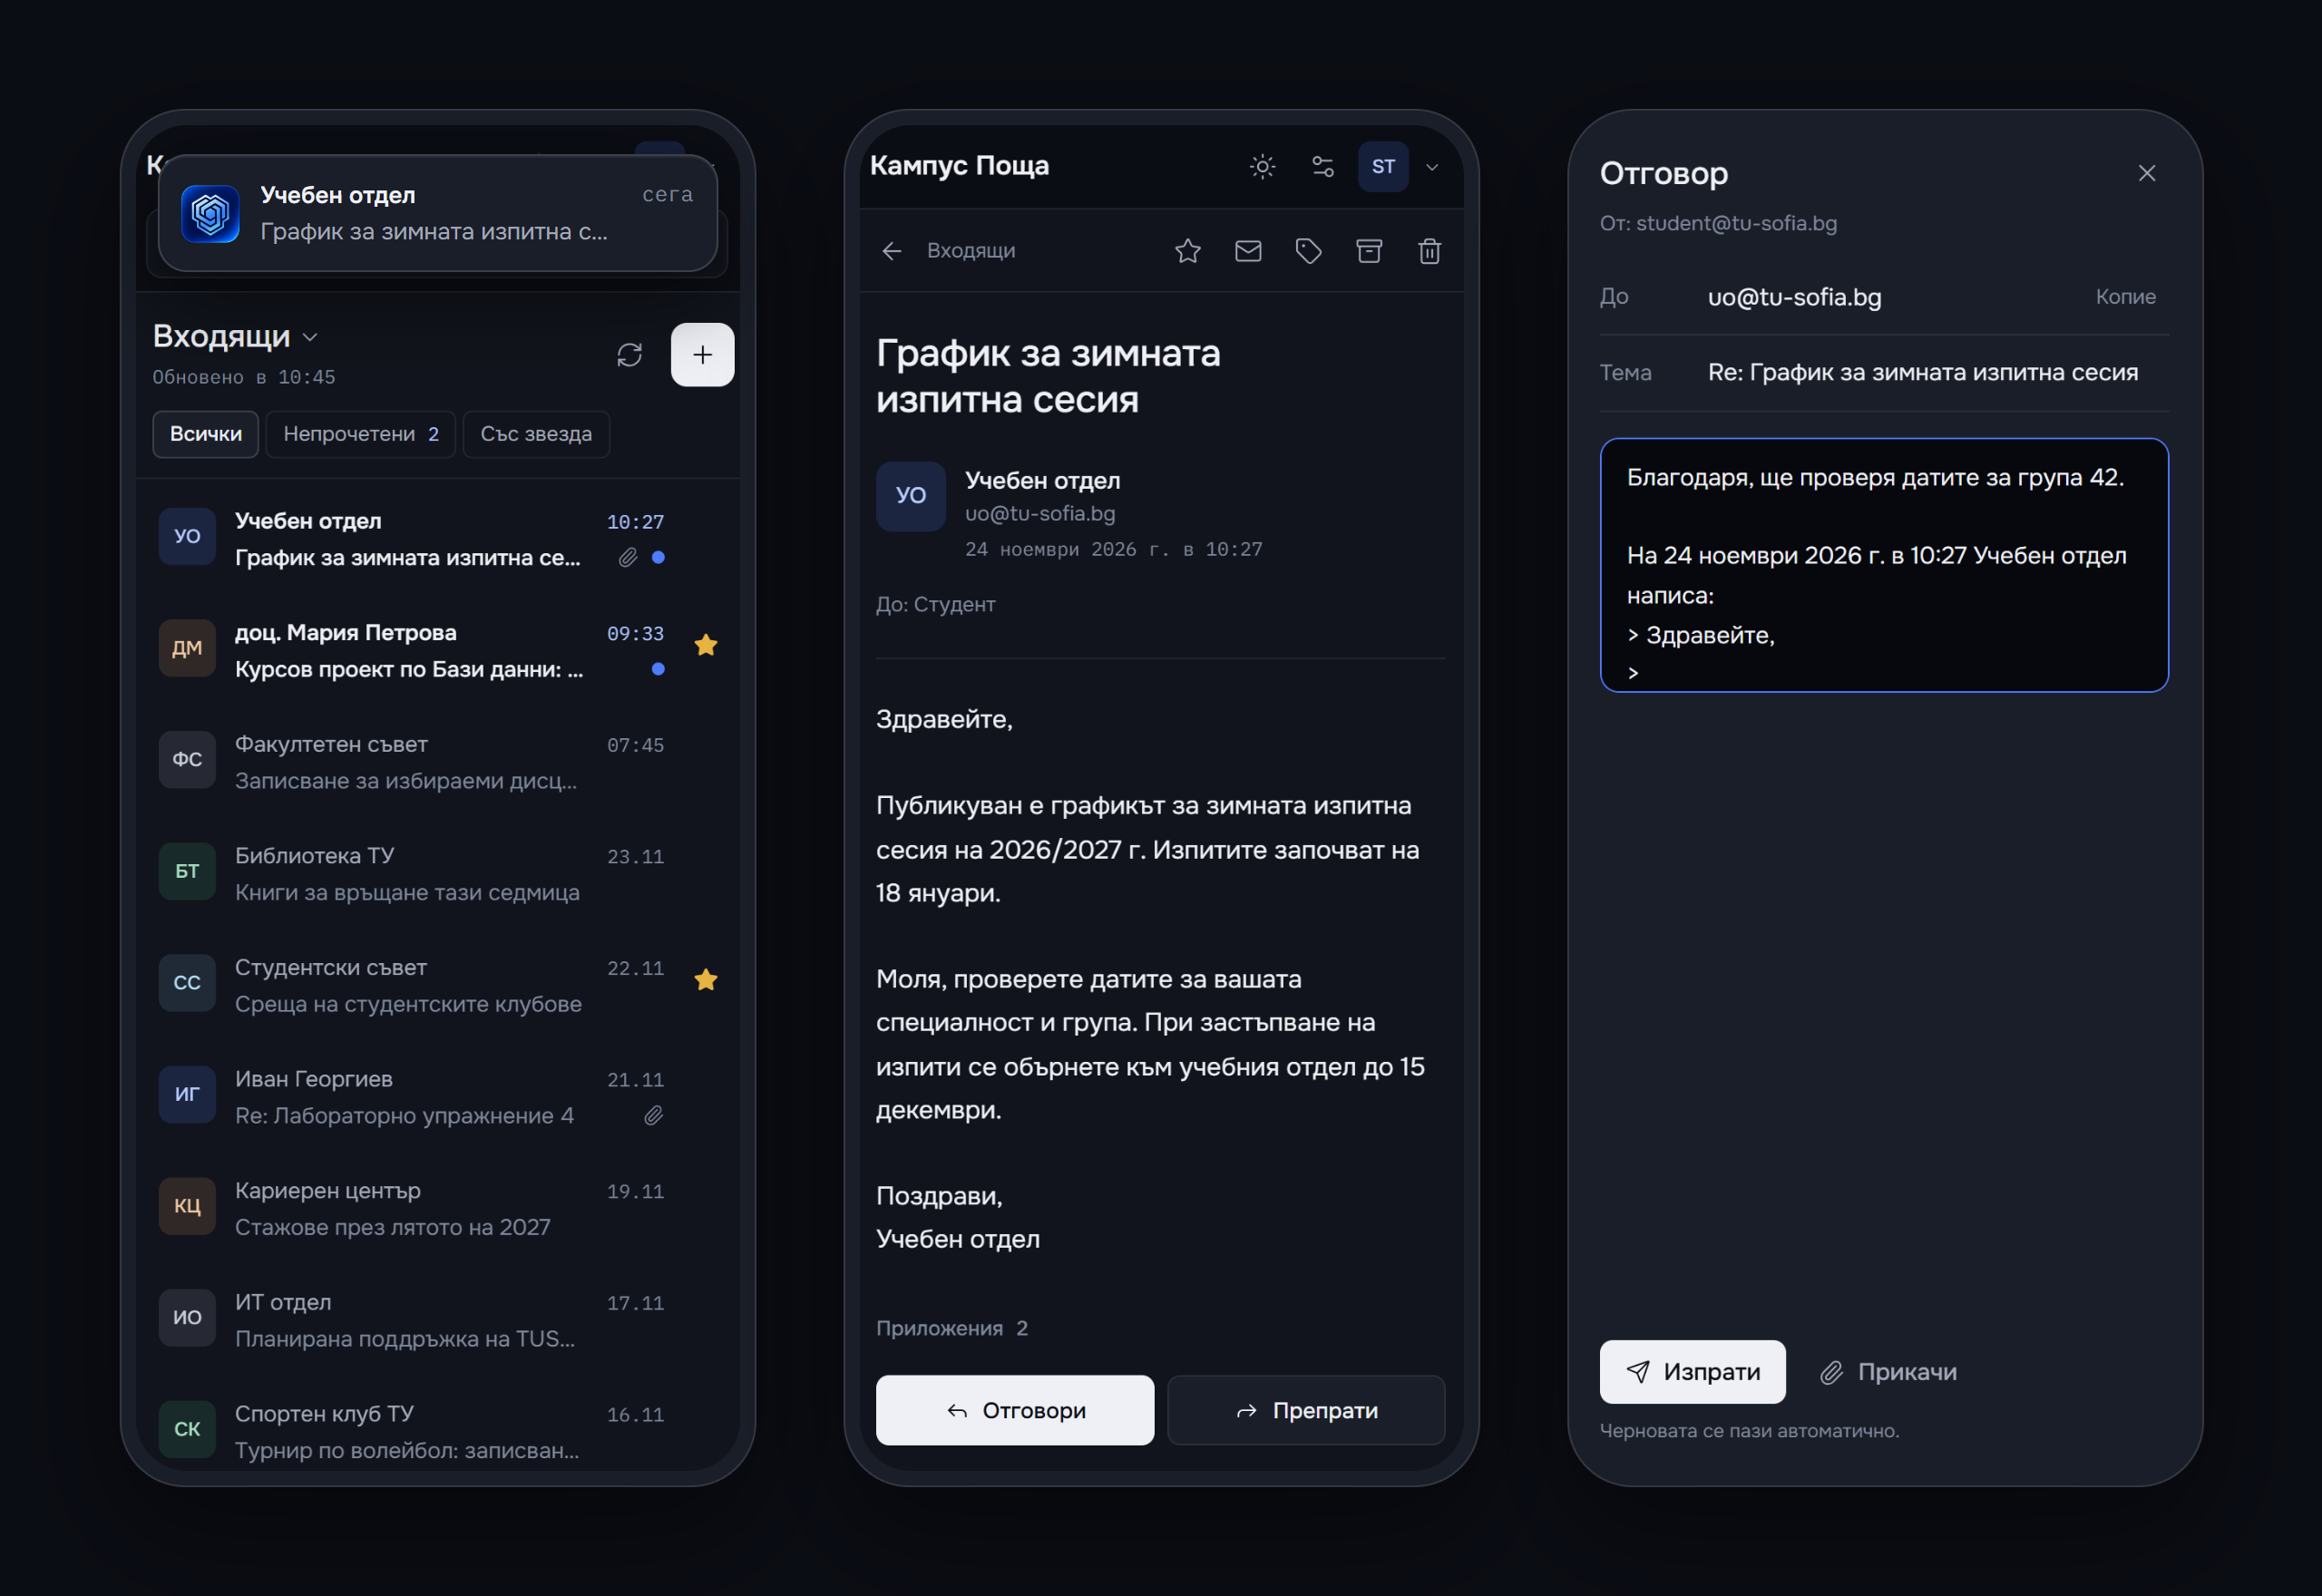 Учебен отдел
сега
График за зимната изпитна с...
Входящи
Обновено в 10:45
Всички
Непрочетени 2
Със звезда
УО
Учебен отдел
10:27
График за зимната изпитна се...
ДМ
доц. Мария Петрова
09:33
Курсов проект по Бази данни: ...
ФС
Факултетен съвет
07:45
Записване за избираеми дисц...
БТ
Библиотека ТУ
23.11
Книги за връщане тази седмица
СС
Студентски съвет
22.11
Среща на студентските клубове
ИГ
Иван Георгиев
21.11
Re: Лабораторно упражнение 4
КЦ
Кариерен център
19.11
Стажове през лятото на 2027
ИО
ИТ отдел
17.11
Планирана поддръжка на TUS...
СК
Спортен клуб ТУ
16.11
Турнир по волейбол: записван...
Кампус Поща
ST
Входящи
График за зимната
изпитна сесия
УО
Учебен отдел
uo@tu-sofia.bg
24 ноември 2026 г. в 10:27
До: Студент
Здравейте,
Публикуван е графикът за зимната изпитна
сесия на 2026/2027 г. Изпитите започват на
18 януари.
Моля, проверете датите за вашата
специалност и група. При застъпване на
изпити се обърнете към учебния отдел до 15
декември.
Поздрави,
Учебен отдел
Приложения 2
Отговори
Препрати
Отговор
От: student@tu-sofia.bg
До
uo@tu-sofia.bg
Копие
Тема
Re: График за зимната изпитна сесия
Благодаря, ще проверя датите за група 42.
На 24 ноември 2026 г. в 10:27 Учебен отдел
написа:
> Здравейте,
>
Изпрати
Прикачи
Черновата се пази автоматично.